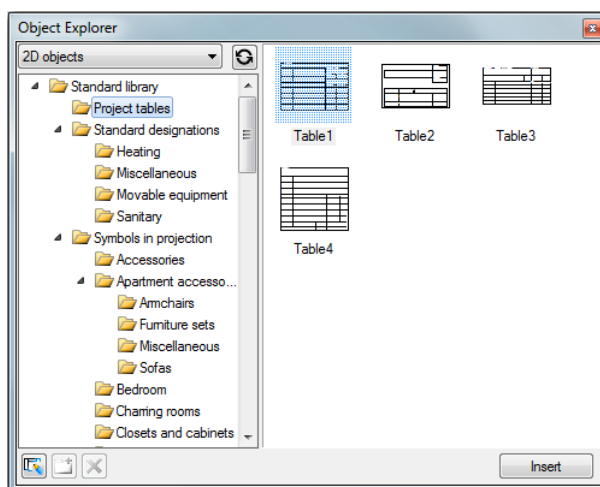 Object Explorer
2D objects
Standard library
Project tables
Standard designations
Heating
Miscellaneous
Movable equipment
Sanitary
Symbols in projection
Accessories
Apartment accesso...
Armchairs
Furniture sets
Miscellaneous
Sofas
Bedroom
Charring rooms
Closets and cabinets
Table1
Table2
Table3
Table4
Insert